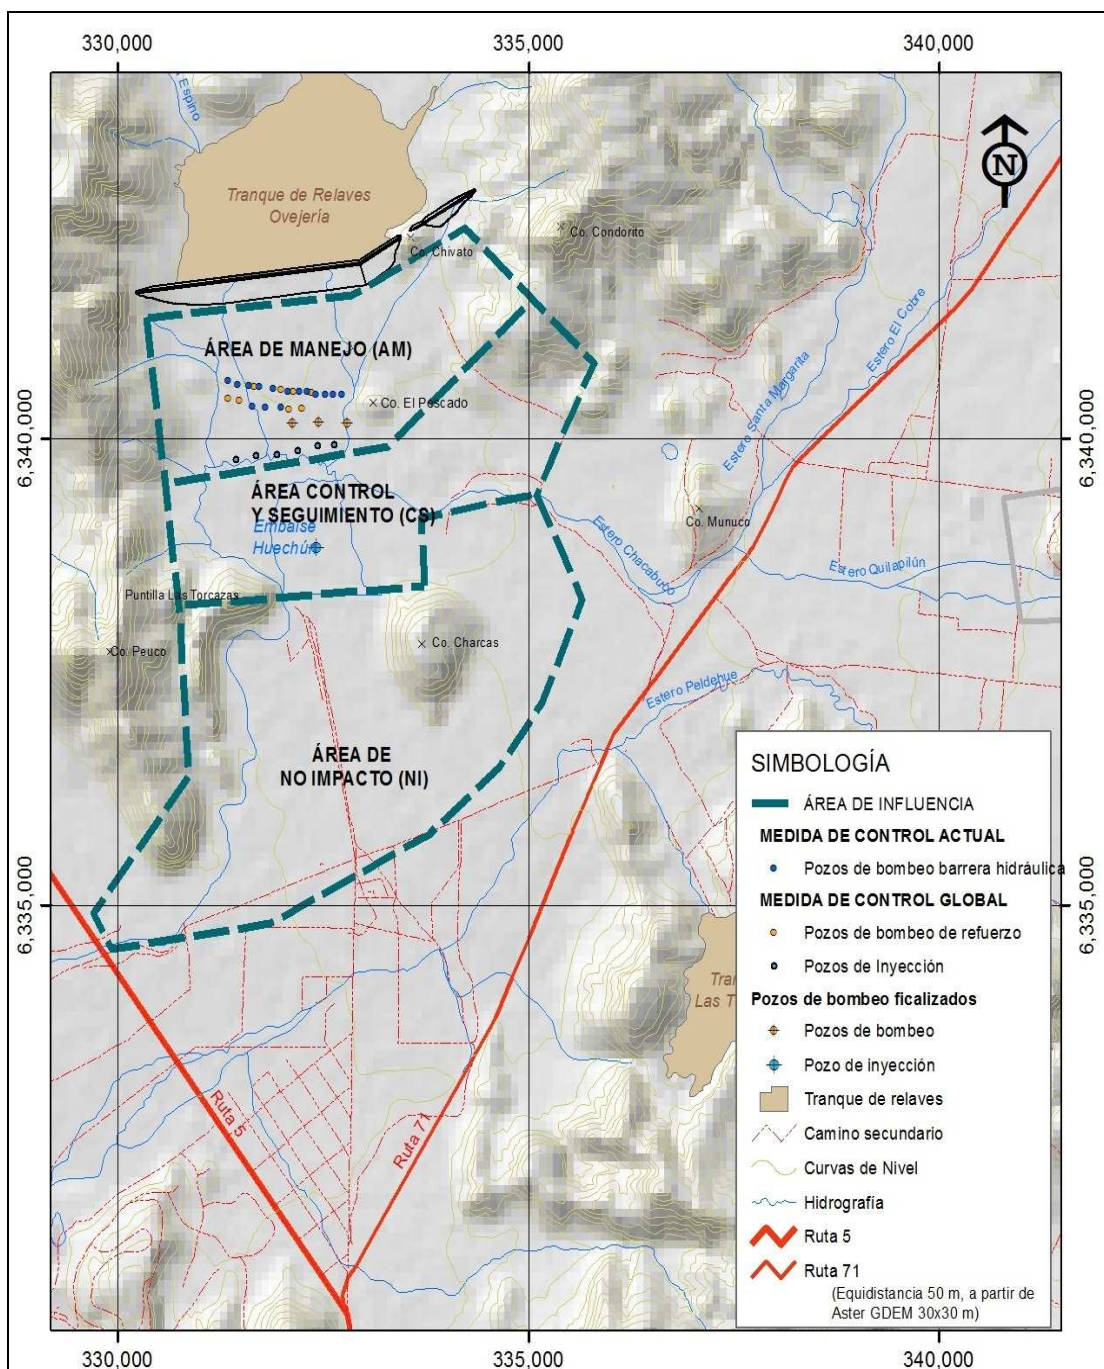 330,000
335,000
340,000
Espino
Tranque de Relaves
Ovejería
N
Co. Condorito
Co. Chivato
ÁREA DE MANEJO (AM)
Estero El Cobre
Estero Santa Margarita
Co. El Pescado
6,340,000
6,340,000
ÁREA CONTROL
Y SEGUIMIENTO (CS)
Embalse
Huechún
Co. Munuco
Estero Chacabuco
Estero Quilapilún
Puntilla Las Torcazas
Co. Peuco
Co. Charcas
Estero Peldehue
ÁREA DE
NO IMPACTO (NI)
6,335,000
6,335,000
Tran
Las T
Ruta 5
Ruta 71
SIMBOLOGÍA
ÁREA DE INFLUENCIA
MEDIDA DE CONTROL ACTUAL
Pozos de bombeo barrera hidráulica
MEDIDA DE CONTROL GLOBAL
Pozos de bombeo de refuerzo
Pozos de Inyección
Pozos de bombeo ficalizados
Pozos de bombeo
Pozo de inyección
Tranque de relaves
Camino secundario
Curvas de Nivel
Hidrografía
Ruta 5
Ruta 71
(Equidistancia 50 m, a partir de
Aster GDEM 30x30 m)
330,000
335,000
340,000